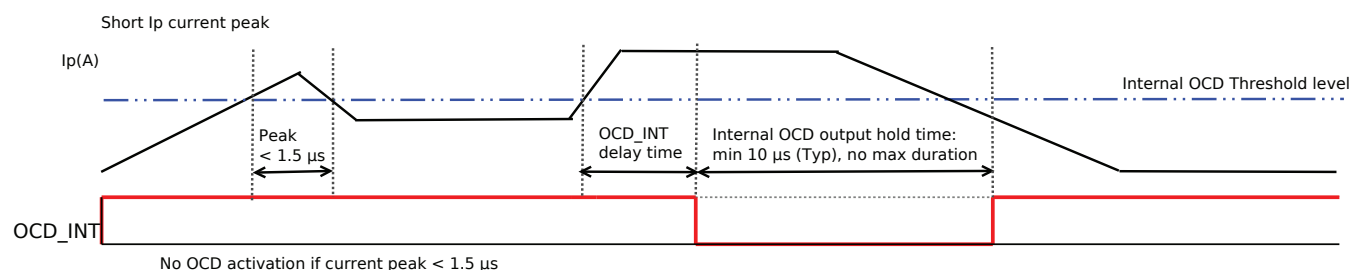 Short Ip current peak
Ip(A)
Internal OCD Threshold level
Peak
< 1.5 µs
OCD_INT
delay time
Internal OCD output hold time:
min 10 µs (Typ), no max duration
OCD_INT
No OCD activation if current peak < 1.5 µs